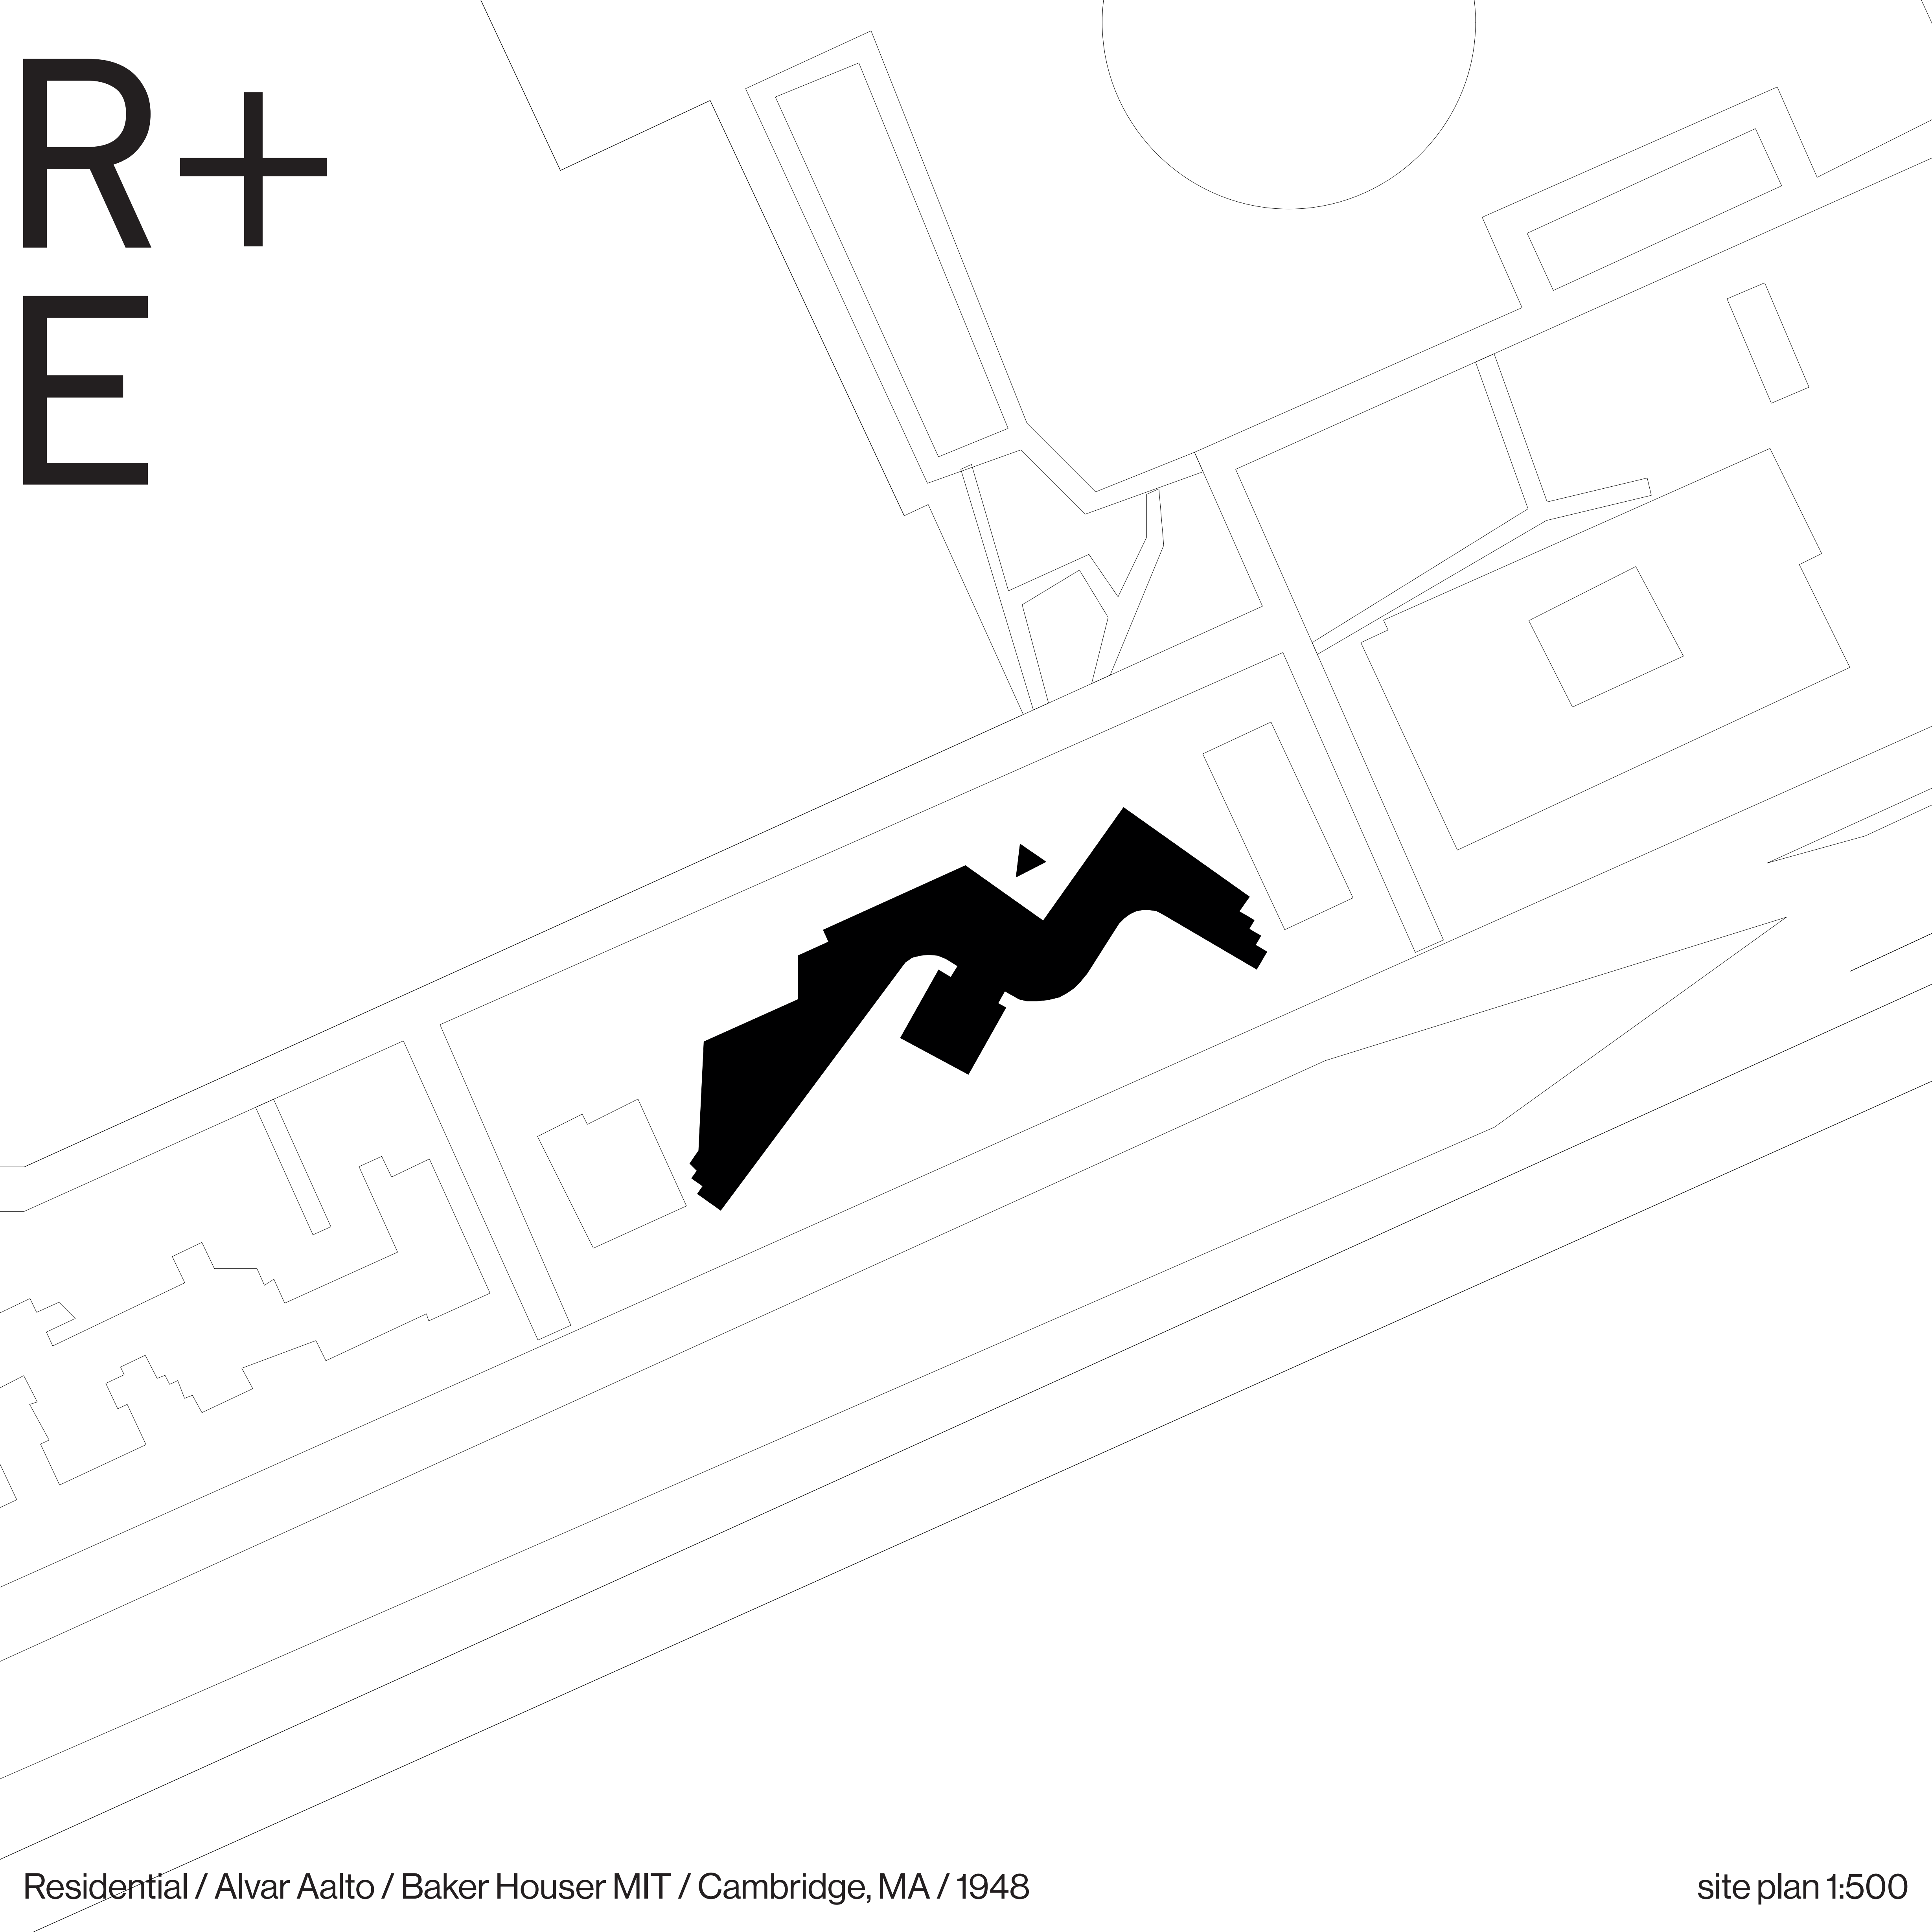 R+
E
Residential / Alvar Aalto / Baker Houser MIT / Cambridge, MA / 1948
site plan 1:500